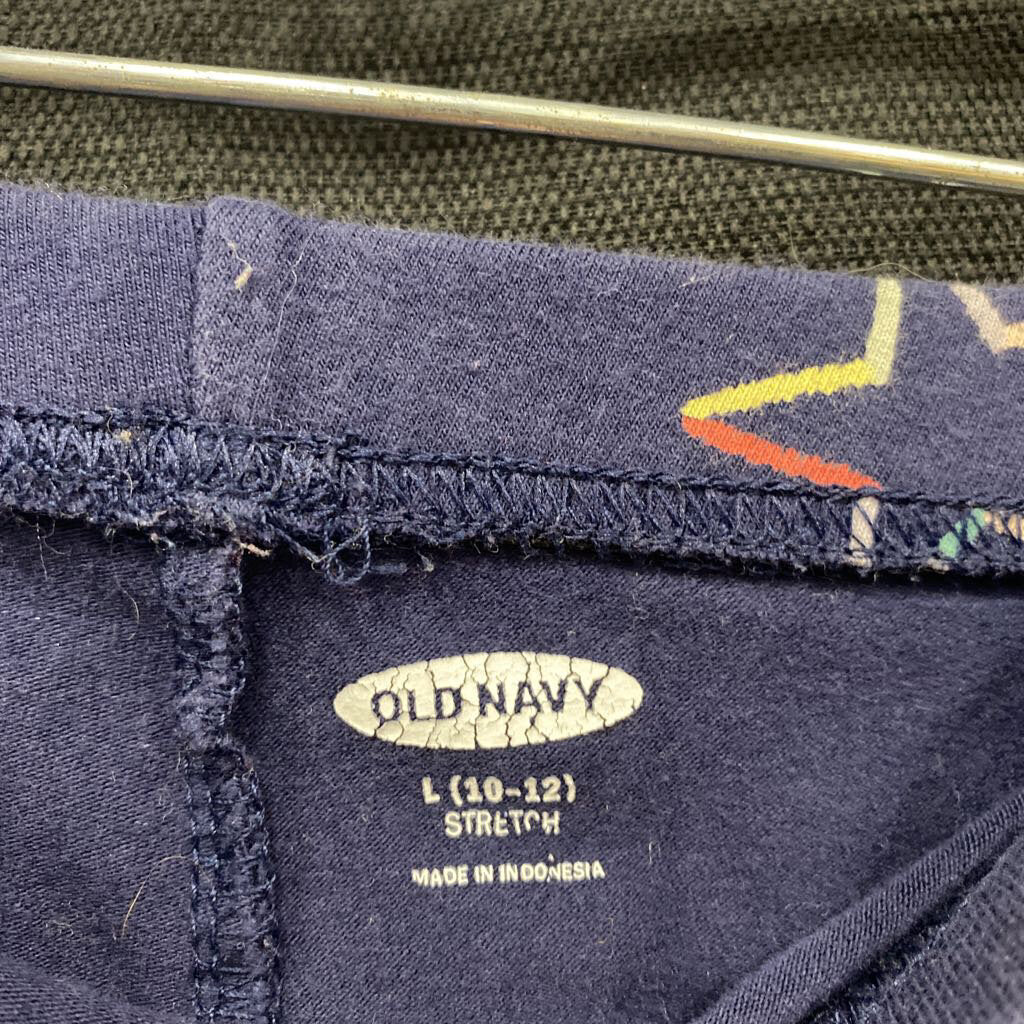 OLD NAVY
L (10-12)
STRETCH
MADE IN INDONESIA